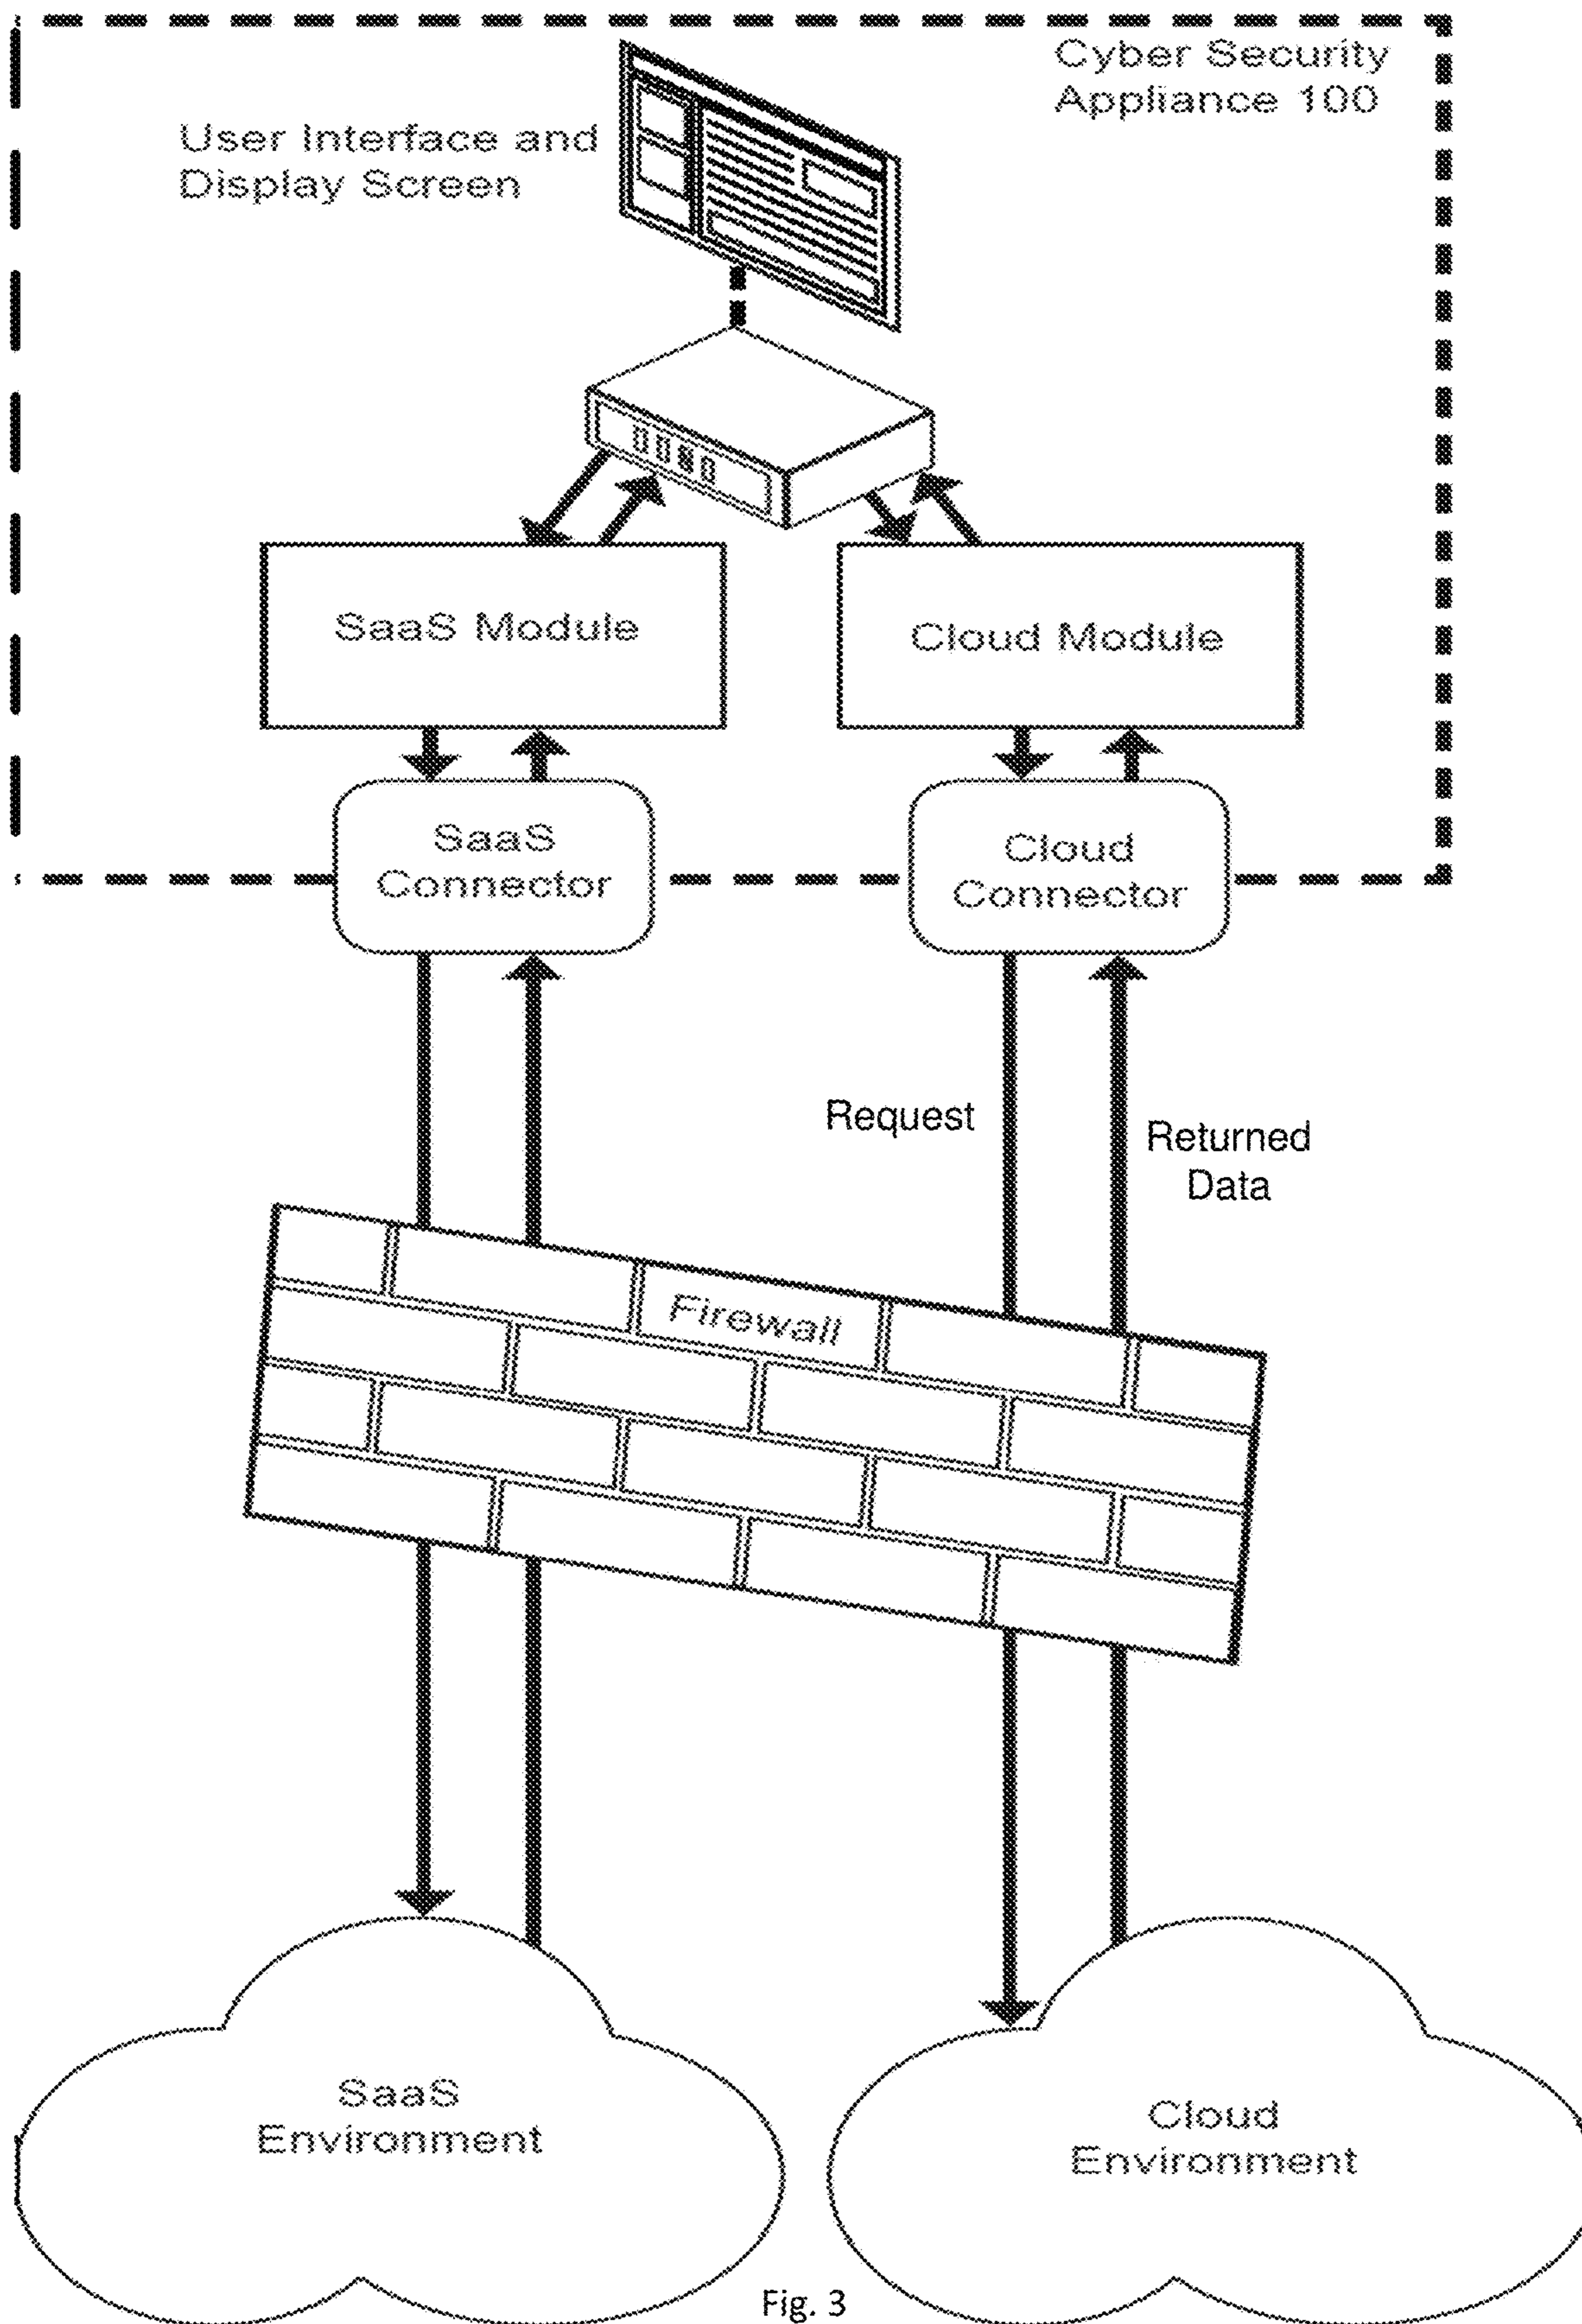 Cyber Security
Appliance 100
User Interface and
Display Screen
SaaS Module
Cloud Module
SaaS
Connector
Cloud
Connector
Request
Returned
Data
Firewall
SaaS
Environment
Cloud
Environment
Fig. 3